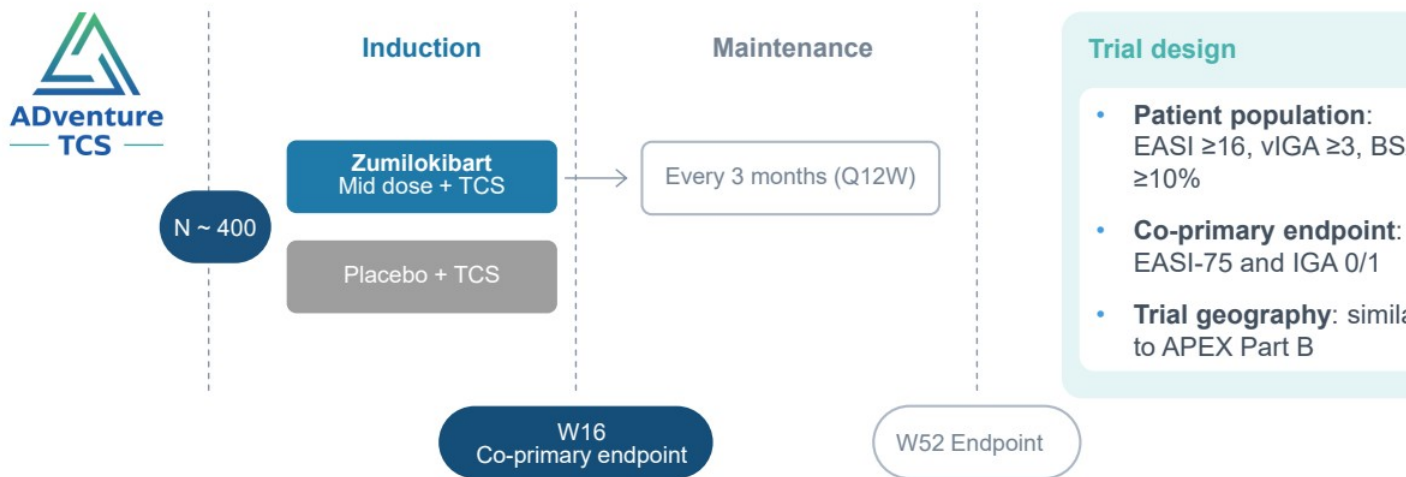 ADventure
TCS
Induction
Maintenance
Trial design
N ~ 400
Zumilokibart
Mid dose + TCS
Every 3 months (Q12W)
Placebo + TCS
• Patient population:
EASI ≥16, vIGA ≥3,
≥10%
• Co-primary endpoint:
EASI-75 and IGA 0/1
• Trial geography:
to APEX Part B
W16
Co-primary endpoint
W52 Endpoint